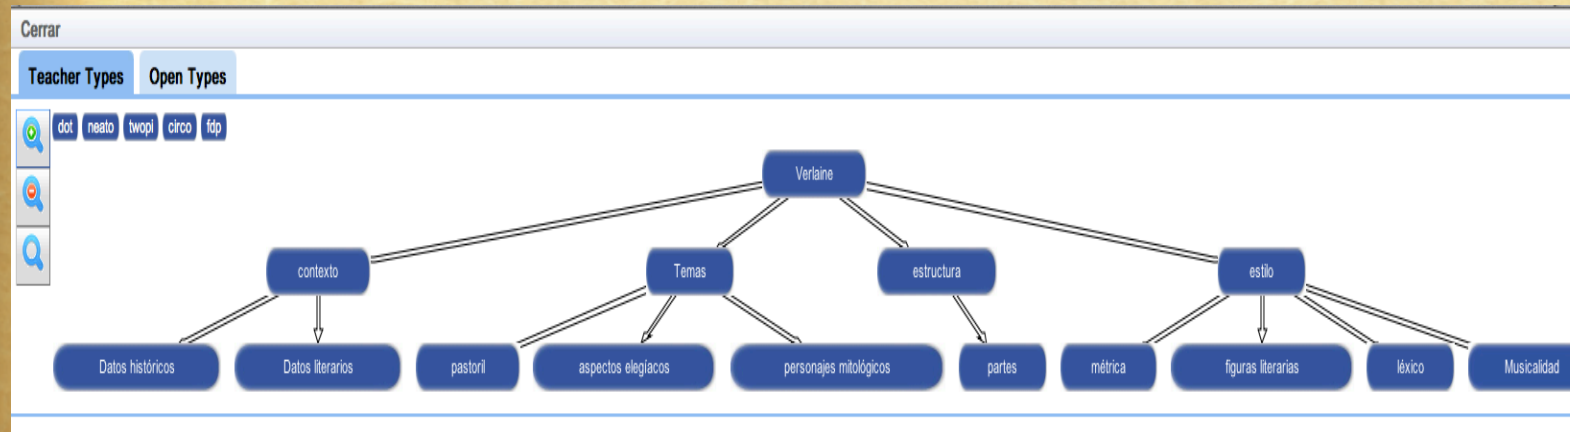 Cerrar
Teacher Types Open Types
dot neato twopi circo fdp
Verlaine
contexto Temas estructura estilo
Datos históricos Datos literarios pastoril aspectos elegíacos personajes mitológicos partes métrica figuras literarias léxico Musicalidad